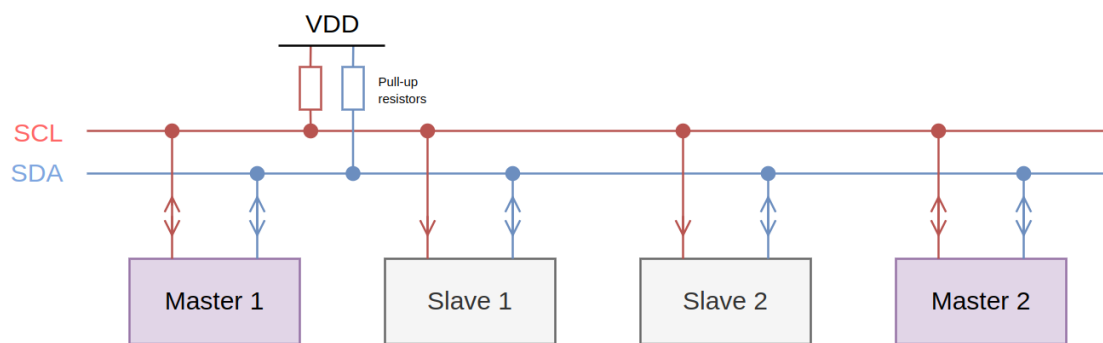 VDD
Pull-up
resistors
SCL
SDA
Master 1
Slave 1
Slave 2
Master 2